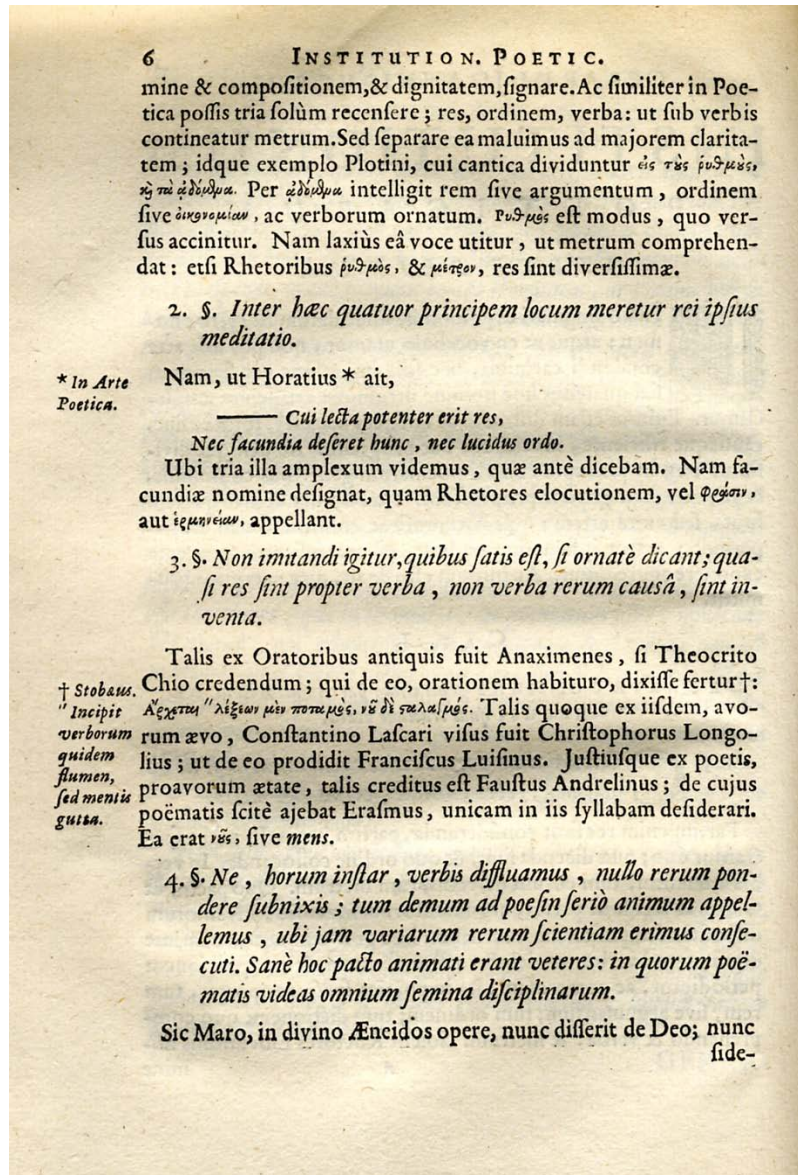 6 INSTITUTION. POETIC.
mine & compoſitionem,& dignitatem,ſignare.Ac ſimiliter in Poe-
tica poſſis tria ſolùm recenſere ; res, ordinem, verba: ut ſub verbis
contineatur metrum.Sed ſeparare ea maluimus ad majorem clarita-
tem ; idque exemplo Plotini, cui cantica dividuntur εἰς τοὺς ῥυθμοὺς,
καὶ τὰ ἀῤῥυθμα. Per ἀῤῥυθμα intelligit rem ſive argumentum , ordinem
ſive οἰκονομίαν , ac verborum ornatum. Ρυθμὸς eſt modus , quo ver-
ſus accinitur. Nam laxiùs eâ voce utitur , ut metrum comprehen-
dat : etſi Rhetoribus ῥυθμὸς, & μέτρον, res ſint diverſiſſimæ.
2. §. Inter hæc quatuor principem locum meretur rei ipſius
meditatio.
* In Arte
Poetica.
Nam, ut Horatius * ait,
——— Cui lecta potenter erit res,
Nec facundia deſeret hunc , nec lucidus ordo.
Ubi tria illa amplexum videmus , quæ antè dicebam. Nam fa-
cundiæ nomine deſignat, quam Rhetores elocutionem, vel φράσιν,
aut ἑρμηνείαν, appellant.
3. §. Non imitandi igitur,quibus ſatis eſt, ſi ornatè dicant; qua-
ſi res ſint propter verba , non verba rerum causâ , ſint in-
venta.
Talis ex Oratoribus antiquis fuit Anaximenes , ſi Theocrito
† Stobæus.
" Incipit
verborum
quidem
flumen,
ſed mentis
gutta.
Chio credendum ; qui de eo, orationem habituro, dixiſſe fertur†:
Ἄρχεται " λέξεων μὲν ποταμὸς, νοῦ δὲ σταλασμός. Talis quoque ex iiſdem, avo-
rum ævo , Conſtantino Laſcari viſus fuit Chriſtophorus Longo-
lius ; ut de eo prodidit Franciſcus Luiſinus. Juſtiuſque ex poetis,
proavorum ætate , talis creditus eſt Fauſtus Andrelinus ; de cujus
poëmatis ſcitè ajebat Eraſmus , unicam in iis ſyllabam deſiderari.
Ea erat νοῦς, ſive mens.
4. §. Ne , horum inſtar , verbis diffluamus , nullo rerum pon-
dere ſubnixis ; tum demum ad poeſin ſeriò animum appel-
lemus , ubi jam variarum rerum ſcientiam erimus conſe-
cuti. Sanè hoc pacto animati erant veteres: in quorum poë-
matis videas omnium ſemina diſciplinarum.
Sic Maro, in divino Æneidos opere, nunc diſſerit de Deo; nunc
ſide-